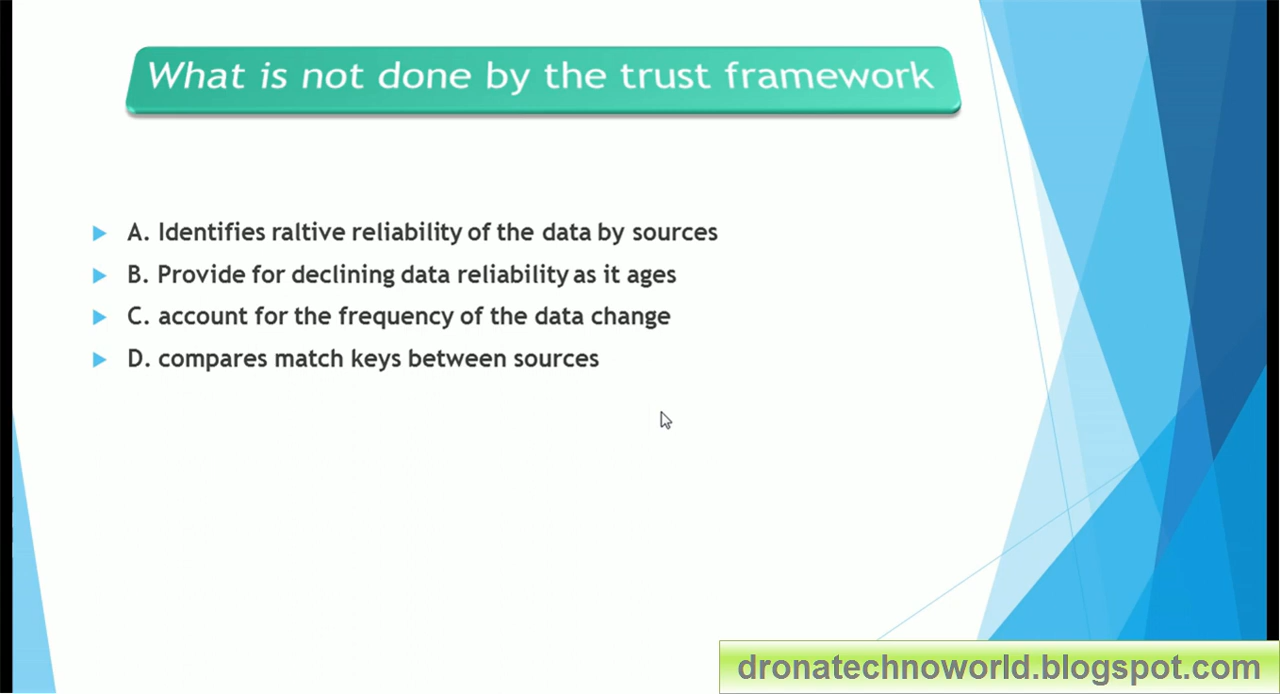 What is not done by the trust framework
A. Identifies raltive reliability of the data by sources
B. Provide for declining data reliability as it ages
C. account for the frequency of the data change
D. compares match keys between sources
dronatechnoworld.blogspot.com